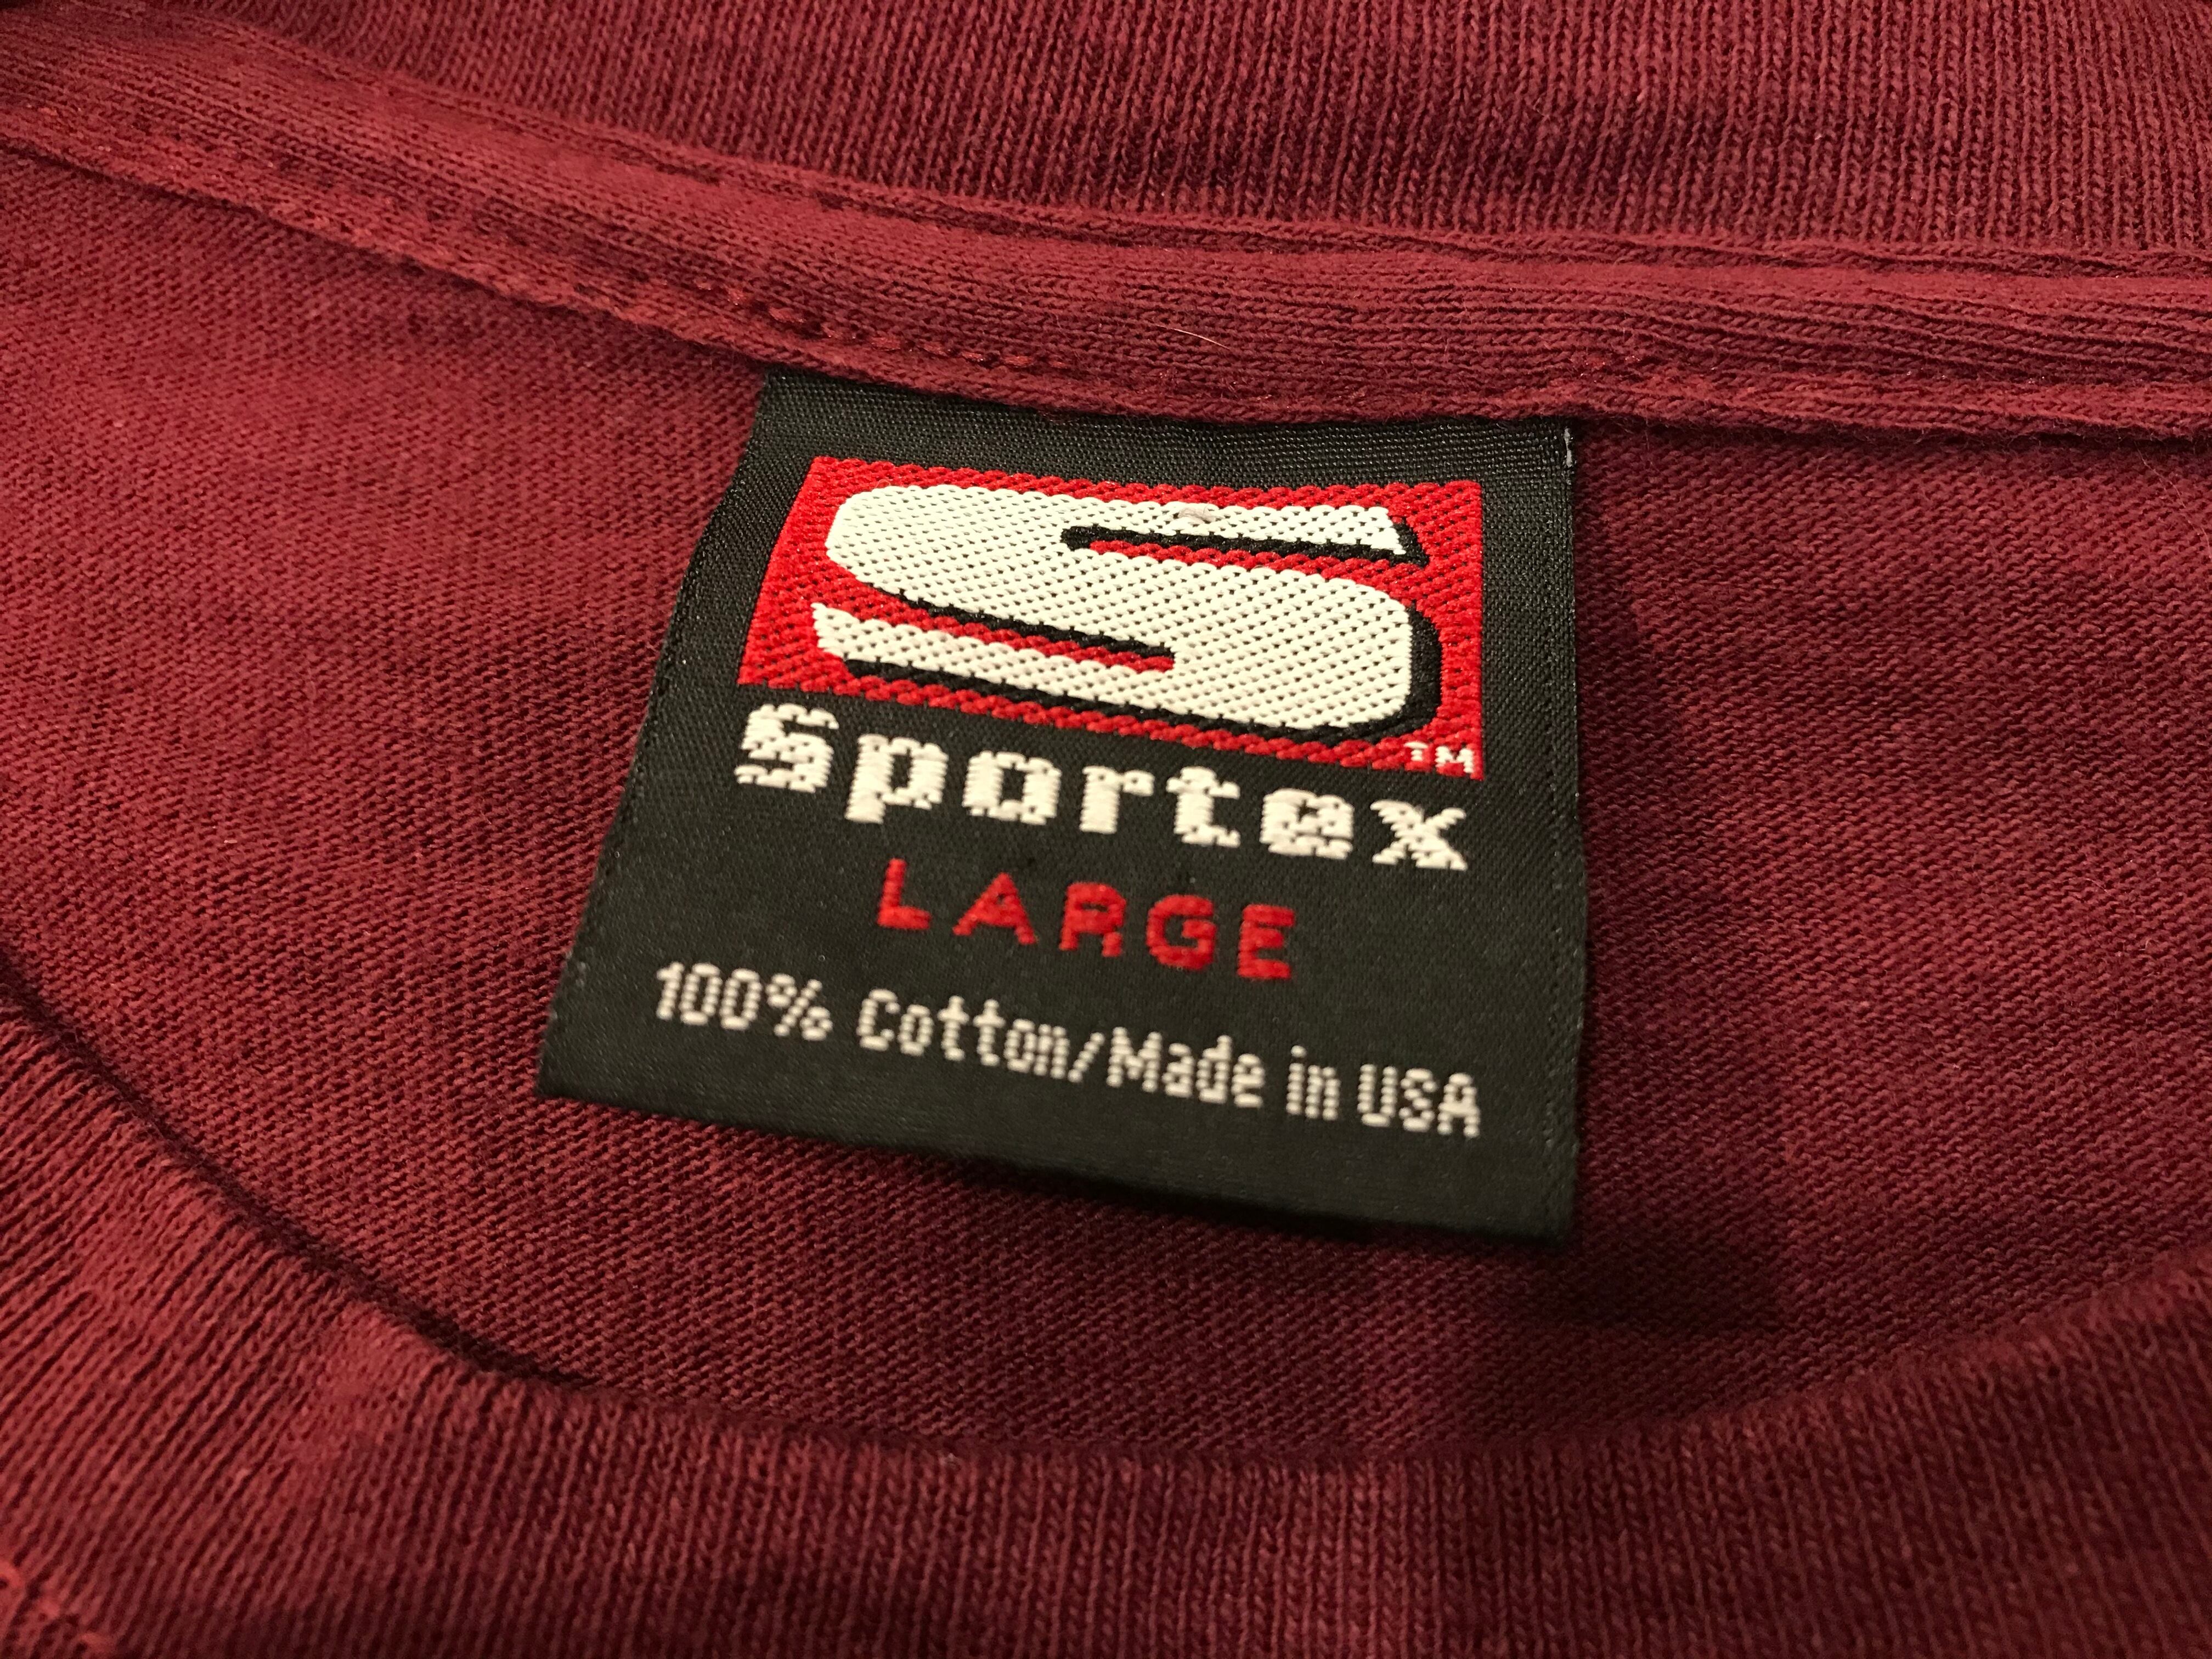 S
TM
Sportex
LARGE
100% Cotton/Made in USA